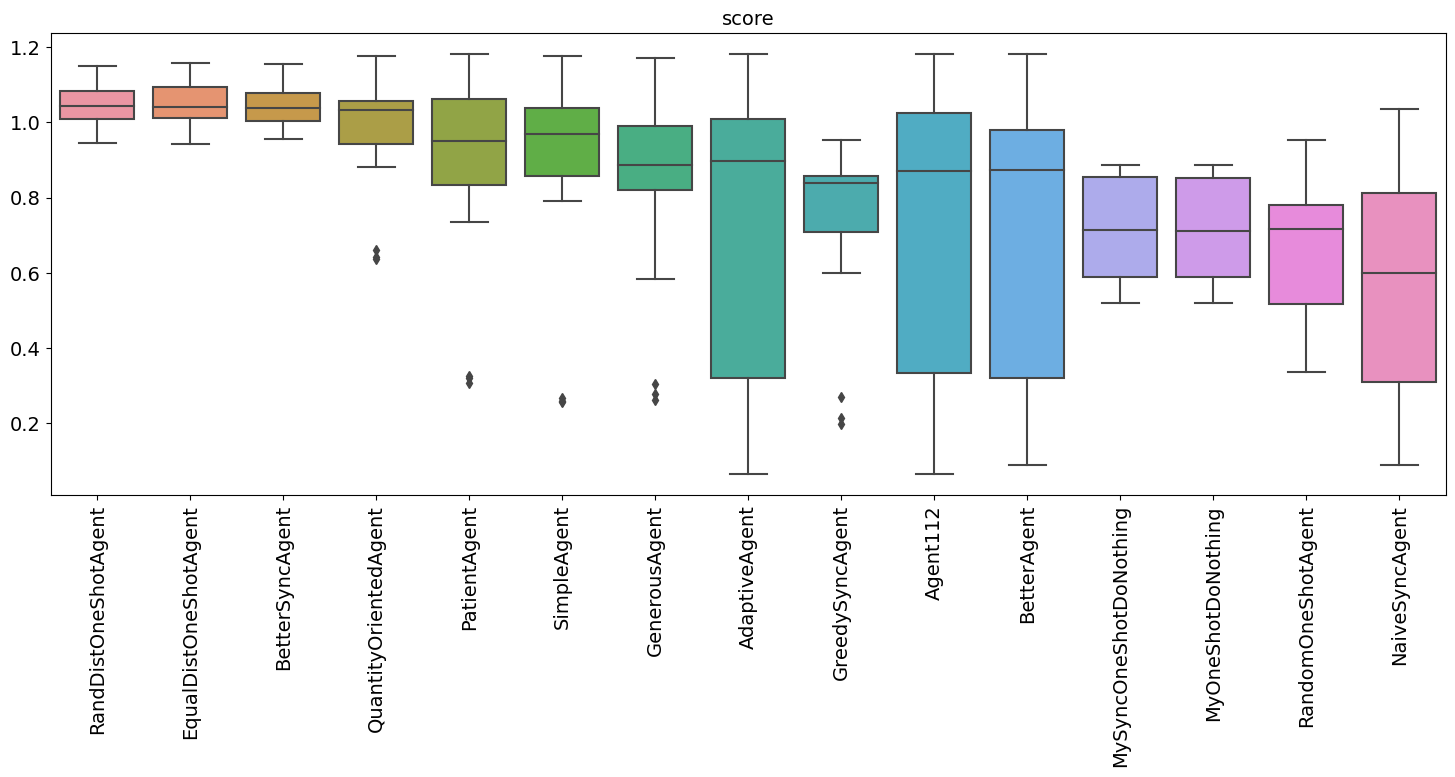 score
1.2
1.0
0.8
0.6
0.4
0.2
RandDistOneShotAgent
EqualDistOneShotAgent
BetterSyncAgent
QuantityOrientedAgent
PatientAgent
SimpleAgent
GenerousAgent
AdaptiveAgent
GreedySyncAgent
Agent112
BetterAgent
MySyncOneShotDoNothing
MyOneShotDoNothing
RandomOneShotAgent
NaiveSyncAgent